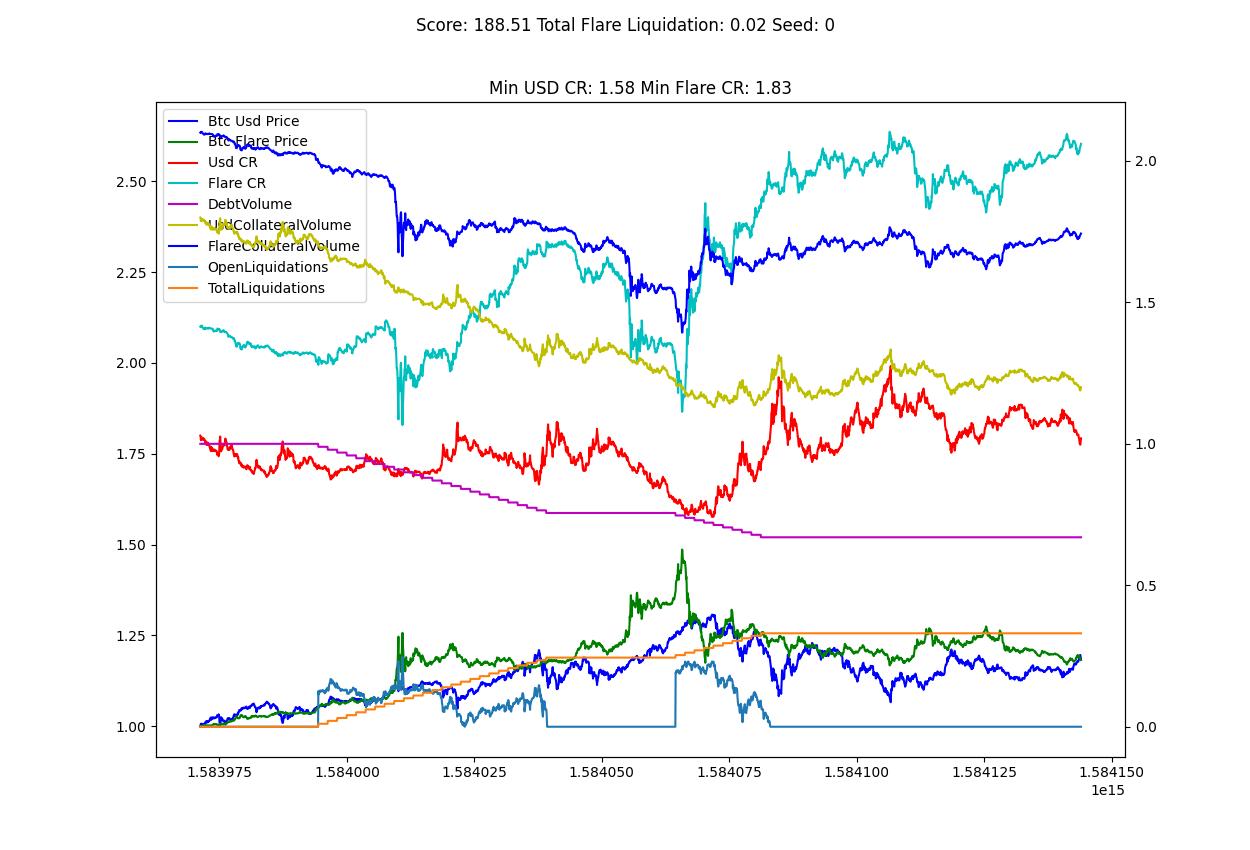 Score: 188.51 Total Flare Liquidation: 0.02 Seed: 0
Min USD CR: 1.58 Min Flare CR: 1.83
Btc Usd Price
Btc Flare Price
Usd CR
Flare CR
DebtVolume
UsdCollateralVolume
FlareCollateralVolume
OpenLiquidations
TotalLiquidations
2.50
2.25
2.00
1.75
1.50
1.25
1.00
2.0
1.5
1.0
0.5
0.0
1.583975 1.584000 1.584025 1.584050 1.584075 1.584100 1.584125 1.584150
1e15